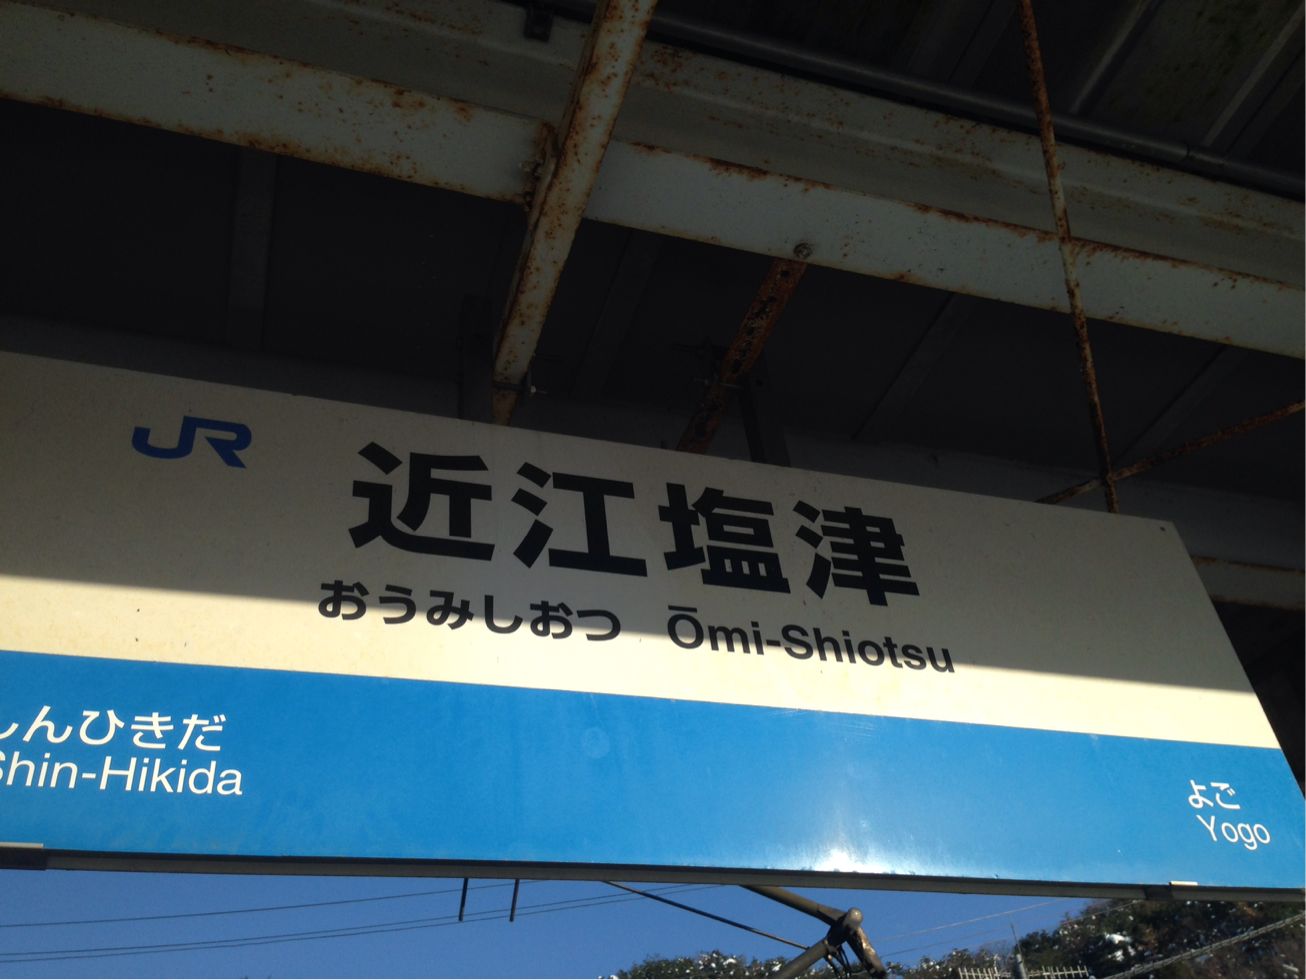 JR
近江塩津
おうみしおつ Ōmi-Shiotsu
しんひきだ
Shin-Hikida
よご
Yogo